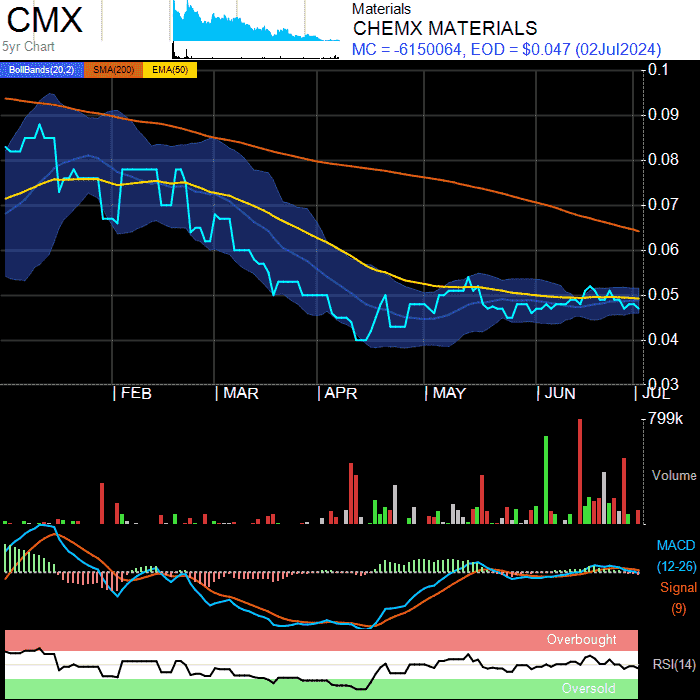 CMX
5yr Chart
Materials
CHEMX MATERIALS
MC = -6150064, EOD = $0.047 (02Jul2024)
BollBands(20,2) SMA(200) EMA(50)
0.1
0.09
0.08
0.07
0.06
0.05
0.04
0.03
FEB MAR APR MAY JUN JUL
799k
Volume
MACD
(12-26)
Signal
(9)
Overbought
RSI(14)
Oversold